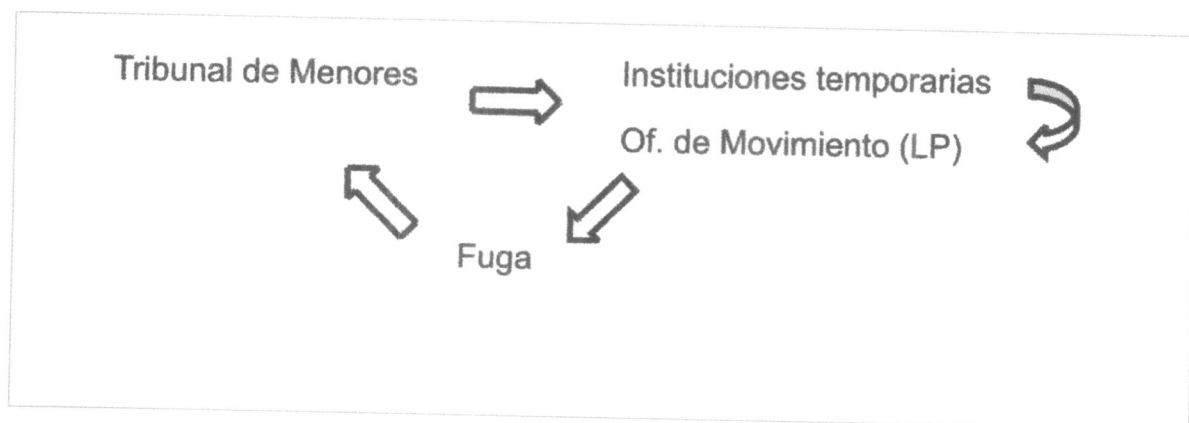 Tribunal de Menores
Instituciones temporarias
Of. de Movimiento (LP)
Fuga